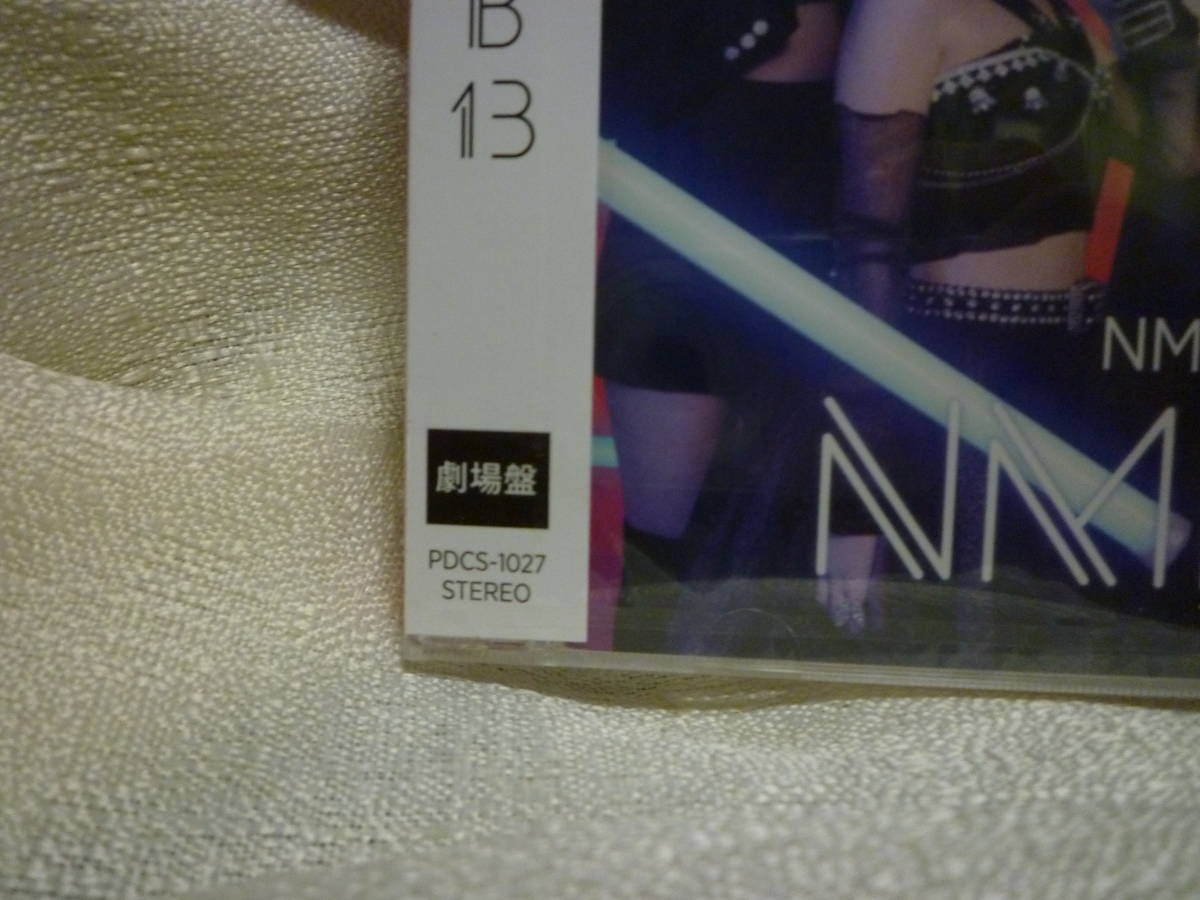 B
13
劇場盤
PDCS-1027
STEREO
NM
NM